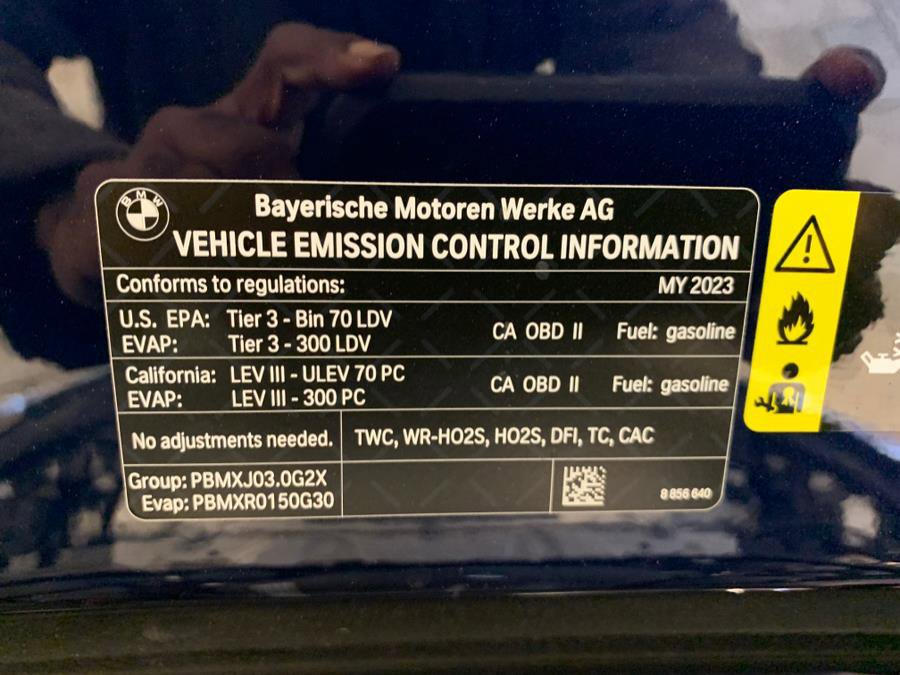 BMW
Bayerische Motoren Werke AG
VEHICLE EMISSION CONTROL INFORMATION
Conforms to regulations: MY 2023
U.S. EPA: Tier 3 - Bin 70 LDV CA OBD II Fuel: gasoline
EVAP: Tier 3 - 300 LDV
California: LEV III - ULEV 70 PC CA OBD II Fuel: gasoline
EVAP: LEV III - 300 PC
No adjustments needed. TWC, WR-HO2S, HO2S, DFI, TC, CAC
Group: PBMXJ03.0G2X
Evap: PBMXR0150G30
8 856 640